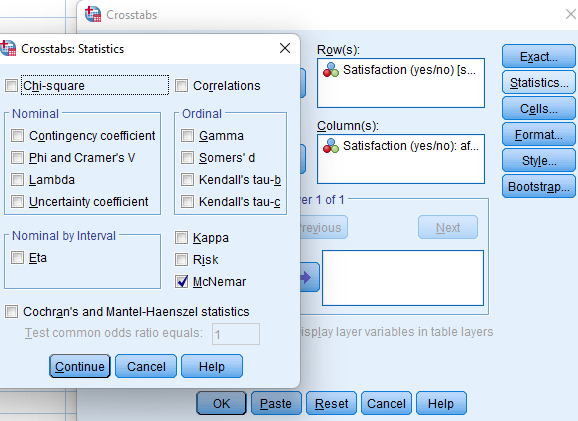 Crosstabs
Crosstabs: Statistics
Chi-square
Correlations
Nominal
Contingency coefficient
Phi and Cramer's V
Lambda
Uncertainty coefficient
Ordinal
Gamma
Somers' d
Kendall's tau-b
Kendall's tau-c
Nominal by Interval
Eta
Kappa
Risk
McNemar
Cochran's and Mantel-Haenszel statistics
Test common odds ratio equals: 1
Continue
Cancel
Help
Row(s):
Satisfaction (yes/no) [s...
Column(s):
Satisfaction (yes/no): af...
er 1 of 1
revious
Next
isplay layer variables in table layers
Exact...
Statistics...
Cells...
Format...
Style...
Bootstrap...
OK
Paste
Reset
Cancel
Help